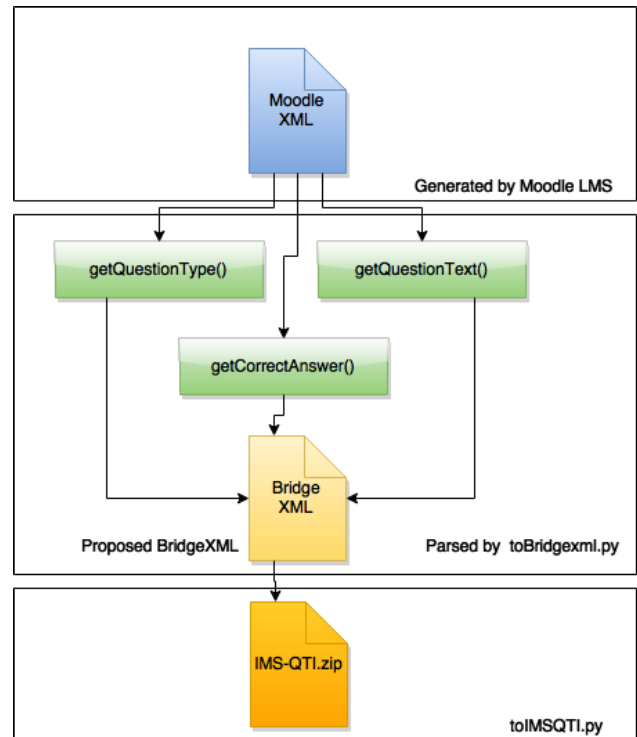 Moodle
XML
Generated by Moodle LMS
getQuestionType()
getQuestionText()
getCorrectAnswer()
Bridge
XML
Proposed BridgeXML
Parsed by toBridgexml.py
IMS-QTI.zip
toIMSQTI.py